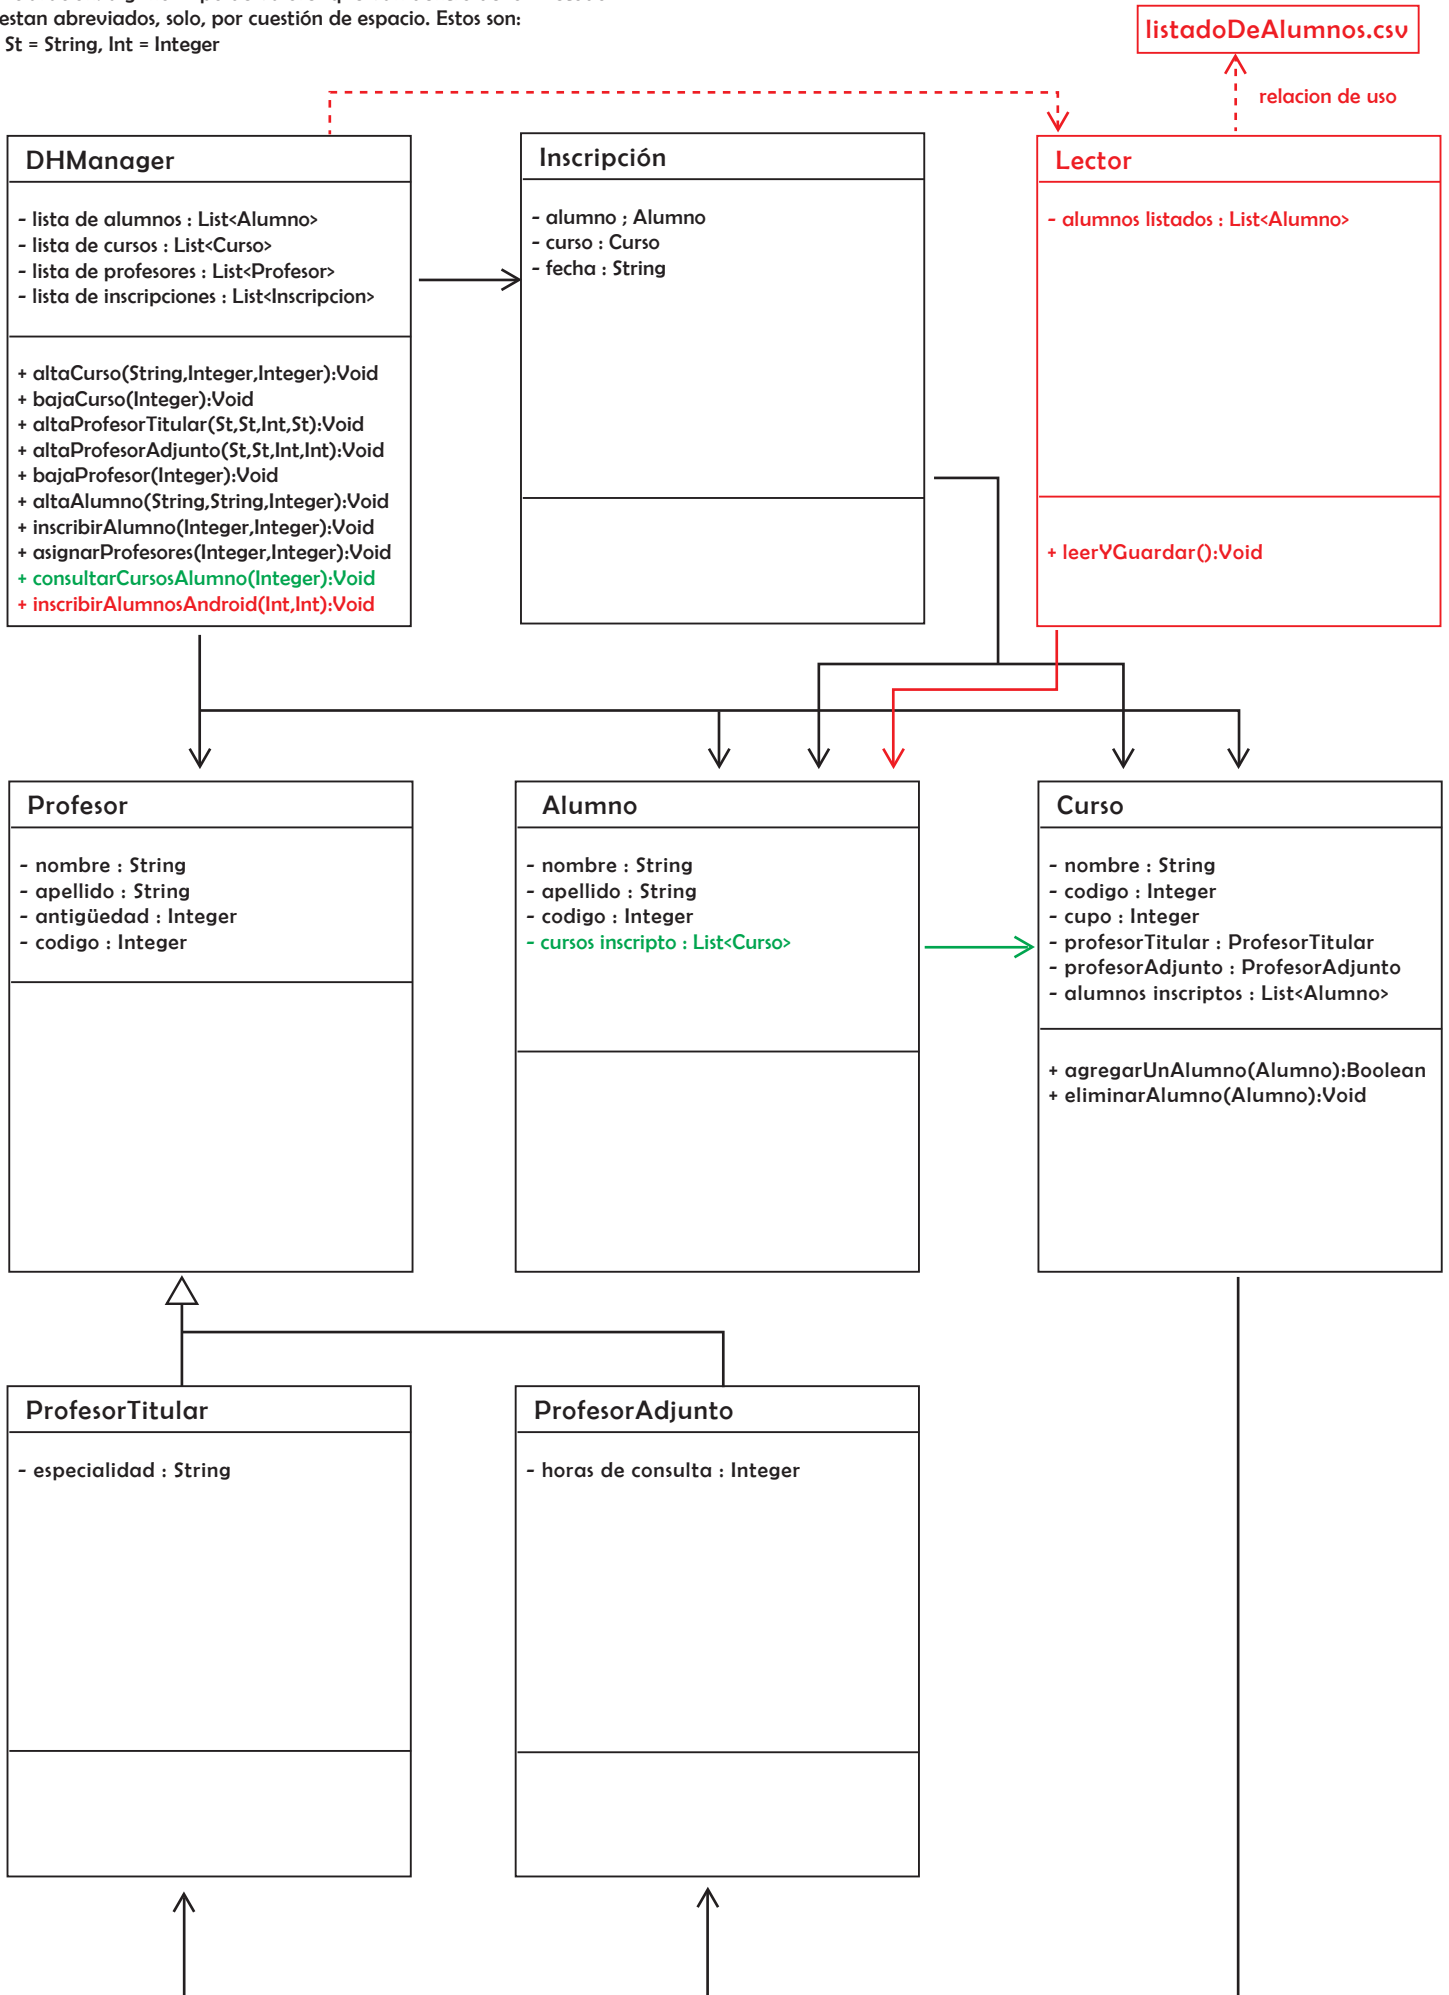 estan abreviados, solo, por cuestión de espacio. Estos son:
St = String, Int = Integer
listadoDeAlumnos.csv
relacion de uso
DHManager
- lista de alumnos : List<Alumno>
- lista de cursos : List<Curso>
- lista de profesores : List<Profesor>
- lista de inscripciones : List<Inscripcion>
+ altaCurso(String,Integer,Integer):Void
+ bajaCurso(Integer):Void
+ altaProfesorTitular(St,St,Int,St):Void
+ altaProfesorAdjunto(St,St,Int,Int):Void
+ bajaProfesor(Integer):Void
+ altaAlumno(String,String,Integer):Void
+ inscribirAlumno(Integer,Integer):Void
+ asignarProfesores(Integer,Integer):Void
+ consultarCursosAlumno(Integer):Void
+ inscribirAlumnosAndroid(Int,Int):Void
Inscripción
- alumno ; Alumno
- curso : Curso
- fecha : String
Lector
- alumnos listados : List<Alumno>
+ leerYGuardar():Void
Profesor
- nombre : String
- apellido : String
- antigüedad : Integer
- codigo : Integer
Alumno
- nombre : String
- apellido : String
- codigo : Integer
- cursos inscripto : List<Curso>
Curso
- nombre : String
- codigo : Integer
- cupo : Integer
- profesorTitular : ProfesorTitular
- profesorAdjunto : ProfesorAdjunto
- alumnos inscriptos : List<Alumno>
+ agregarUnAlumno(Alumno):Boolean
+ eliminarAlumno(Alumno):Void
ProfesorTitular
- especialidad : String
ProfesorAdjunto
- horas de consulta : Integer